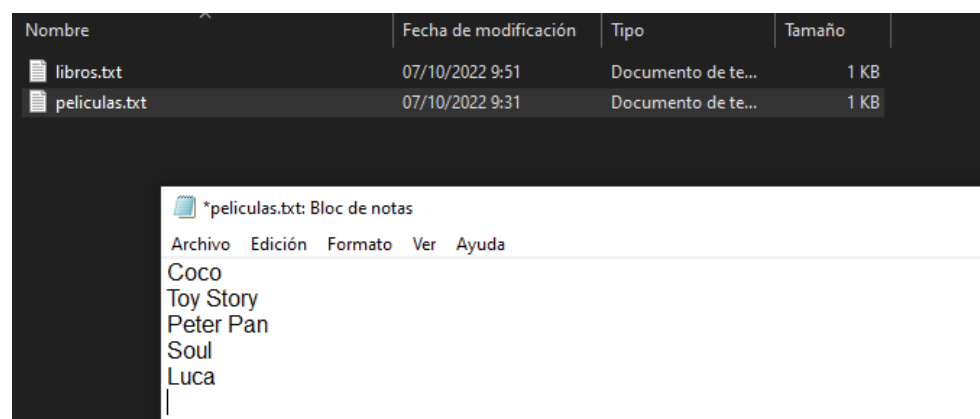 Nombre Fecha de modificación Tipo Tamaño
libros.txt 07/10/2022 9:51 Documento de te... 1 KB
peliculas.txt 07/10/2022 9:31 Documento de te... 1 KB
*peliculas.txt: Bloc de notas
Archivo Edición Formato Ver Ayuda
Coco
Toy Story
Peter Pan
Soul
Luca